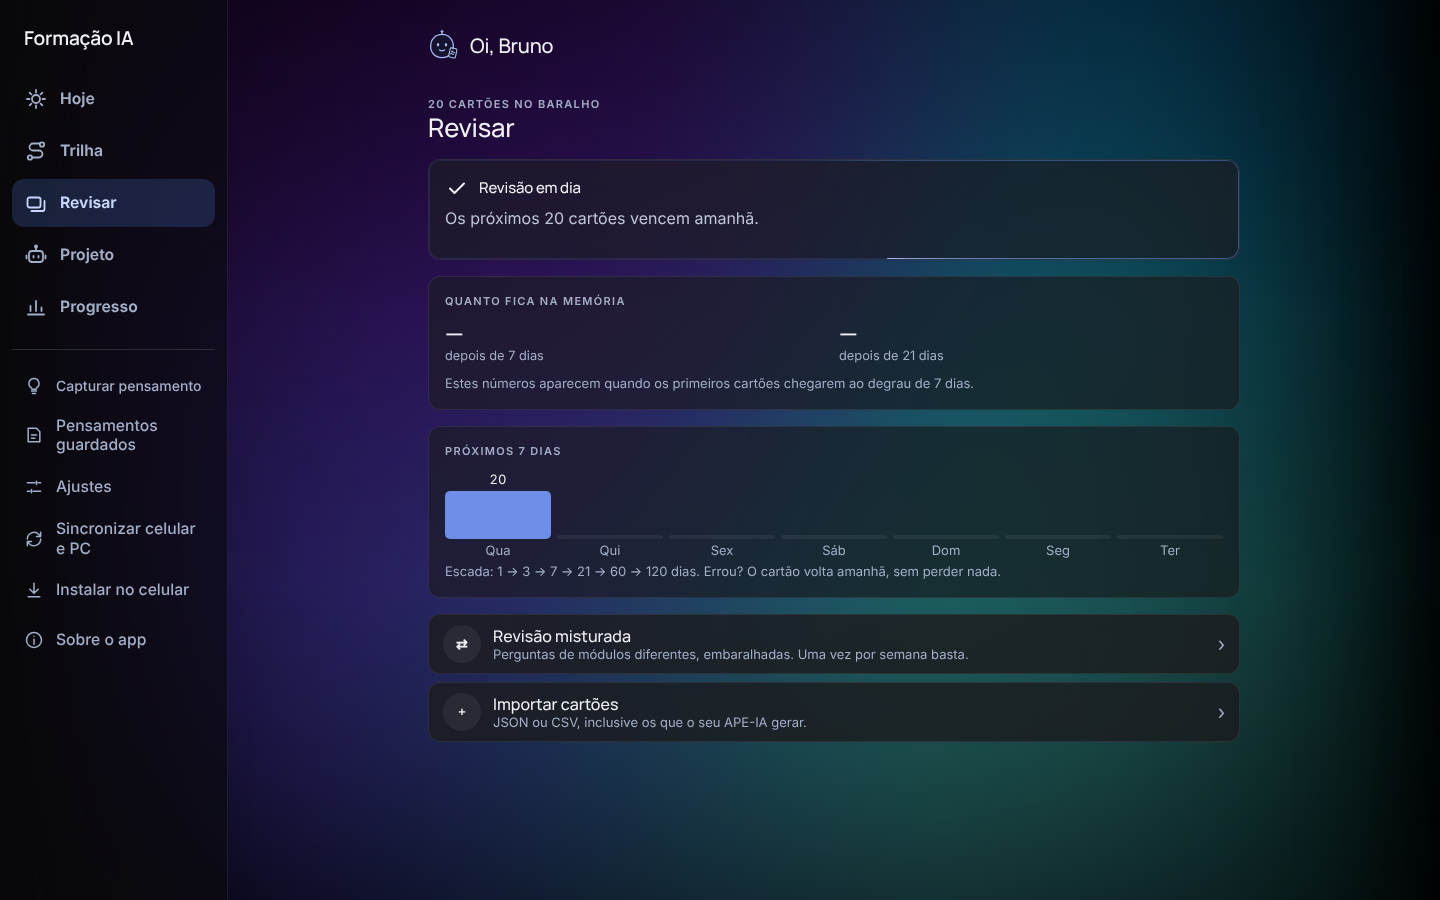 Formação IA
Hoje
Trilha
Revisar
Projeto
Progresso
Capturar pensamento
Pensamentos
guardados
Ajustes
Sincronizar celular
e PC
Instalar no celular
Sobre o app
Oi, Bruno
20 CARTÕES NO BARALHO
Revisar
Revisão em dia
Os próximos 20 cartões vencem amanhã.
QUANTO FICA NA MEMÓRIA
— —
depois de 7 dias depois de 21 dias
Estes números aparecem quando os primeiros cartões chegarem ao degrau de 7 dias.
PRÓXIMOS 7 DIAS
20
Qua Qui Sex Sáb Dom Seg Ter
Escada: 1 → 3 → 7 → 21 → 60 → 120 dias. Errou? O cartão volta amanhã, sem perder nada.
Revisão misturada
Perguntas de módulos diferentes, embaralhadas. Uma vez por semana basta.
Importar cartões
JSON ou CSV, inclusive os que o seu APE-IA gerar.